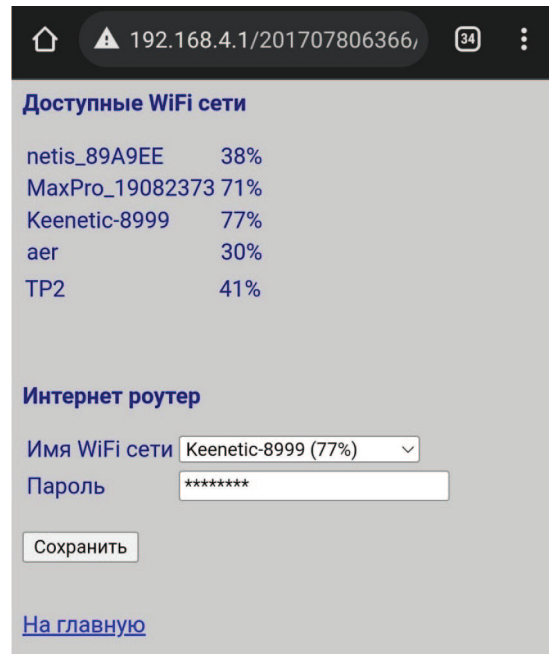 192.168.4.1/201707806366/ 34
Доступные WiFi сети
netis_89A9EE 38%
MaxPro_19082373 71%
Keenetic-8999 77%
aer 30%
TP2 41%
Интернет роутер
Имя WiFi сети Keenetic-8999 (77%)
Пароль ********
Сохранить
На главную